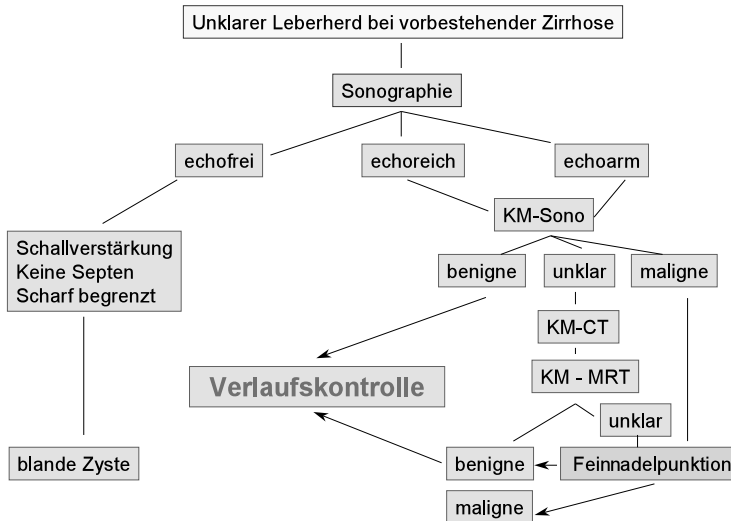 Unklarer Leberherd bei vorbestehender Zirrhose
Sonographie
echofrei
echoreich
echoarm
KM-Sono
Schallverstärkung
Keine Septen
Scharf begrenzt
benigne
unklar
maligne
KM-CT
Verlaufskontrolle
KM - MRT
unklar
blande Zyste
benigne
Feinnadelpunktion
maligne